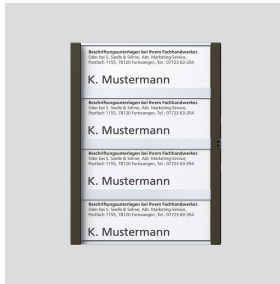 Beschriftungsunterlagen bei Ihrem Fachhandwerker.
Oder bei S. Siedle & Söhne, Abt. Marketing-Service,
Postfach 1155, 78120 Furtwangen, Tel.: 07723 63-354
K. Mustermann
Beschriftungsunterlagen bei Ihrem Fachhandwerker.
Oder bei S. Siedle & Söhne, Abt. Marketing-Service,
Postfach 1155, 78120 Furtwangen, Tel.: 07723 63-354
K. Mustermann
Beschriftungsunterlagen bei Ihrem Fachhandwerker.
Oder bei S. Siedle & Söhne, Abt. Marketing-Service,
Postfach 1155, 78120 Furtwangen, Tel.: 07723 63-354
K. Mustermann
Beschriftungsunterlagen bei Ihrem Fachhandwerker.
Oder bei S. Siedle & Söhne, Abt. Marketing-Service,
Postfach 1155, 78120 Furtwangen, Tel.: 07723 63-354
K. Mustermann